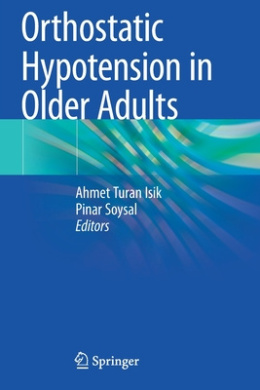 Orthostatic
Hypotension in
Older Adults
Ahmet Turan Isik
Pinar Soysal
Editors
Springer